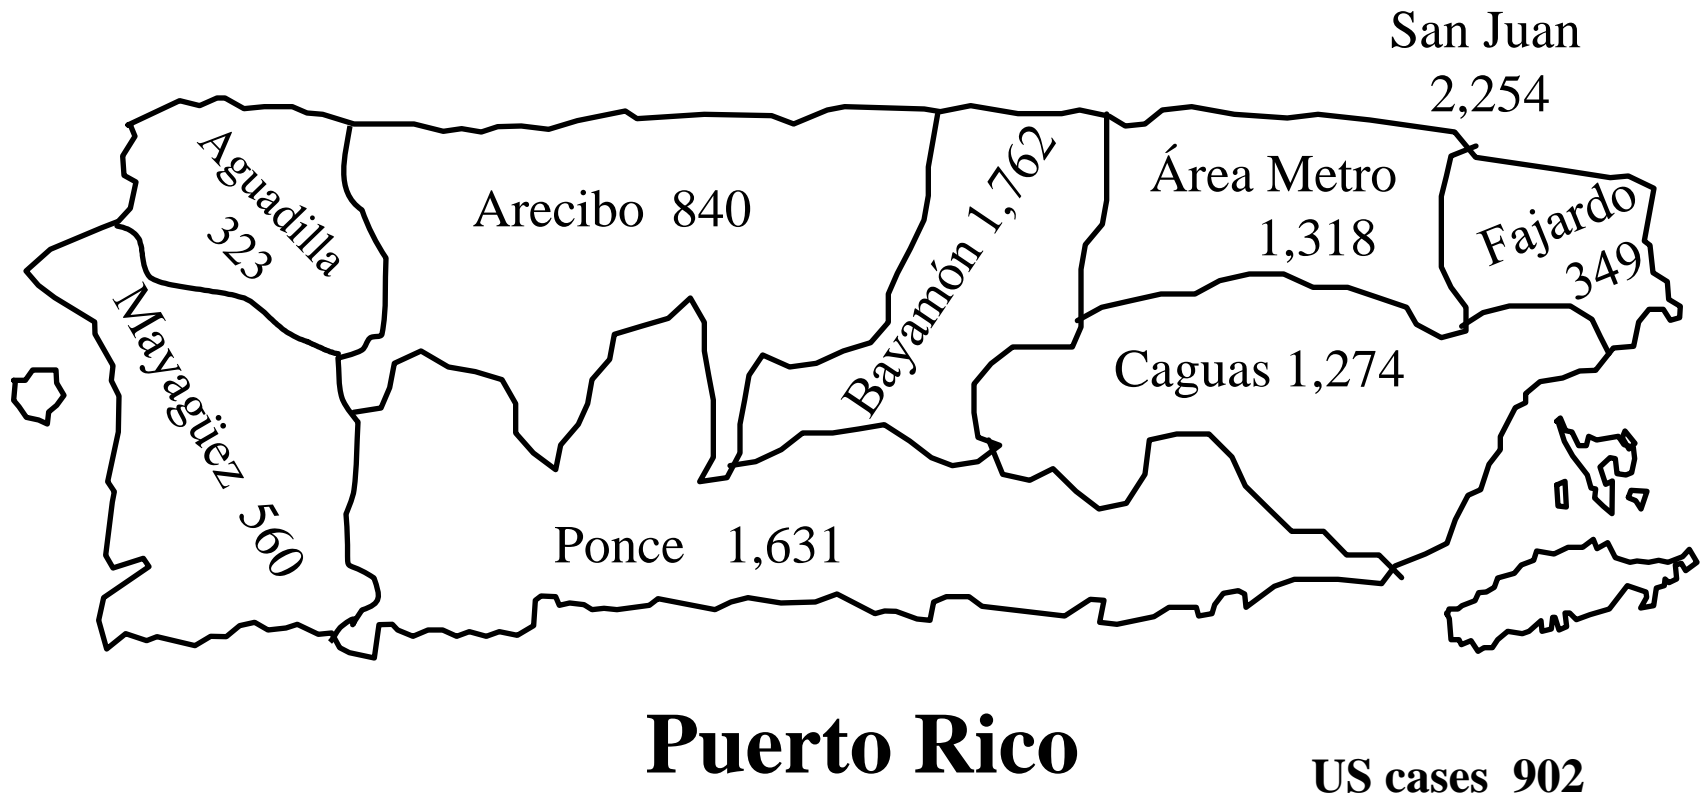 San Juan
2,254
Aguadilla
323
Arecibo 840
Bayamón 1,762
Área Metro
1,318
Fajardo
349
Mayagüez 560
Caguas 1,274
Ponce 1,631
Puerto Rico
US cases 902